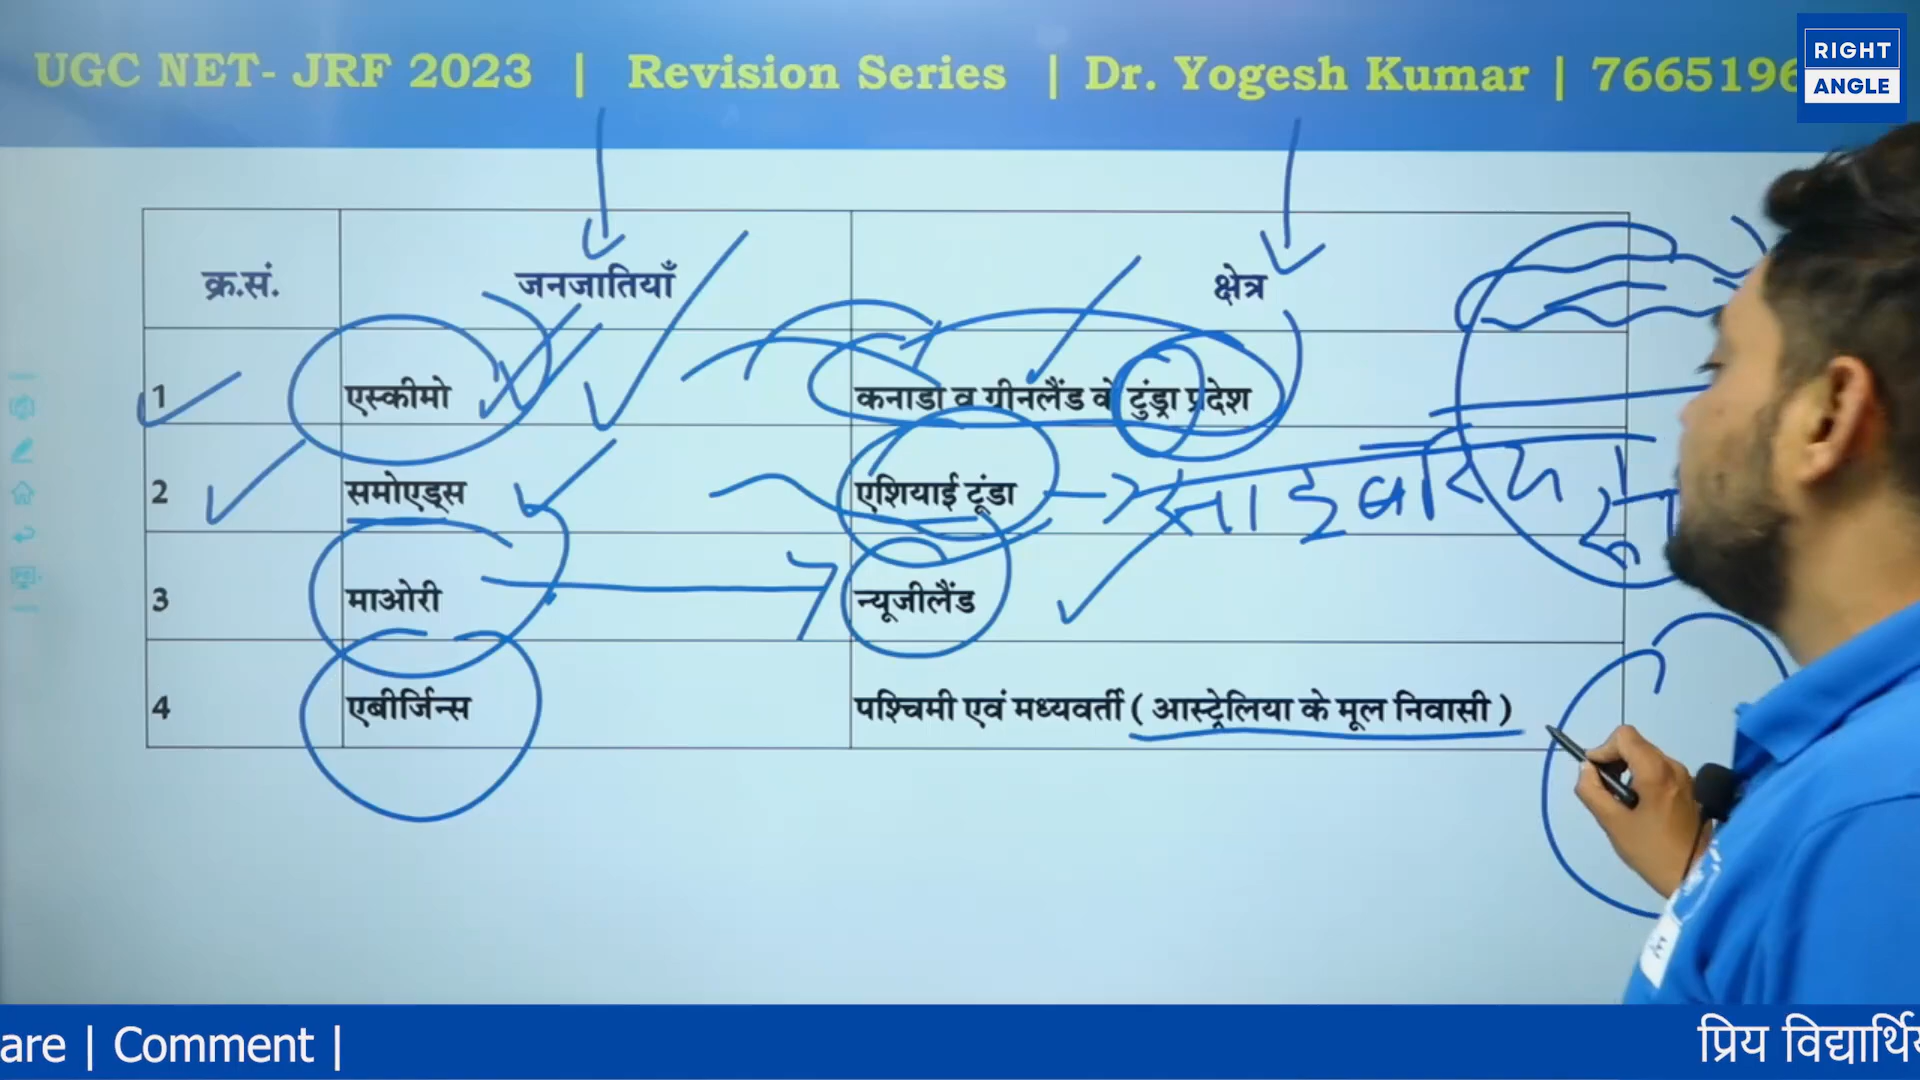 UGC NET- JRF 2023 | Revision Series | Dr. Yogesh Kumar | 7665196
RIGHT
ANGLE
क्र.सं. जनजातियाँ क्षेत्र
1 एस्कीमो कनाडा व गीनलैंड के टुंड्रा प्रदेश
2 समोएड्स एशियाई टूंडा
3 माओरी न्यूजीलैंड
4 एबीर्जिन्स पश्चिमी एवं मध्यवर्ती ( आस्ट्रेलिया के मूल निवासी )
are | Comment | प्रिय विद्यार्थि